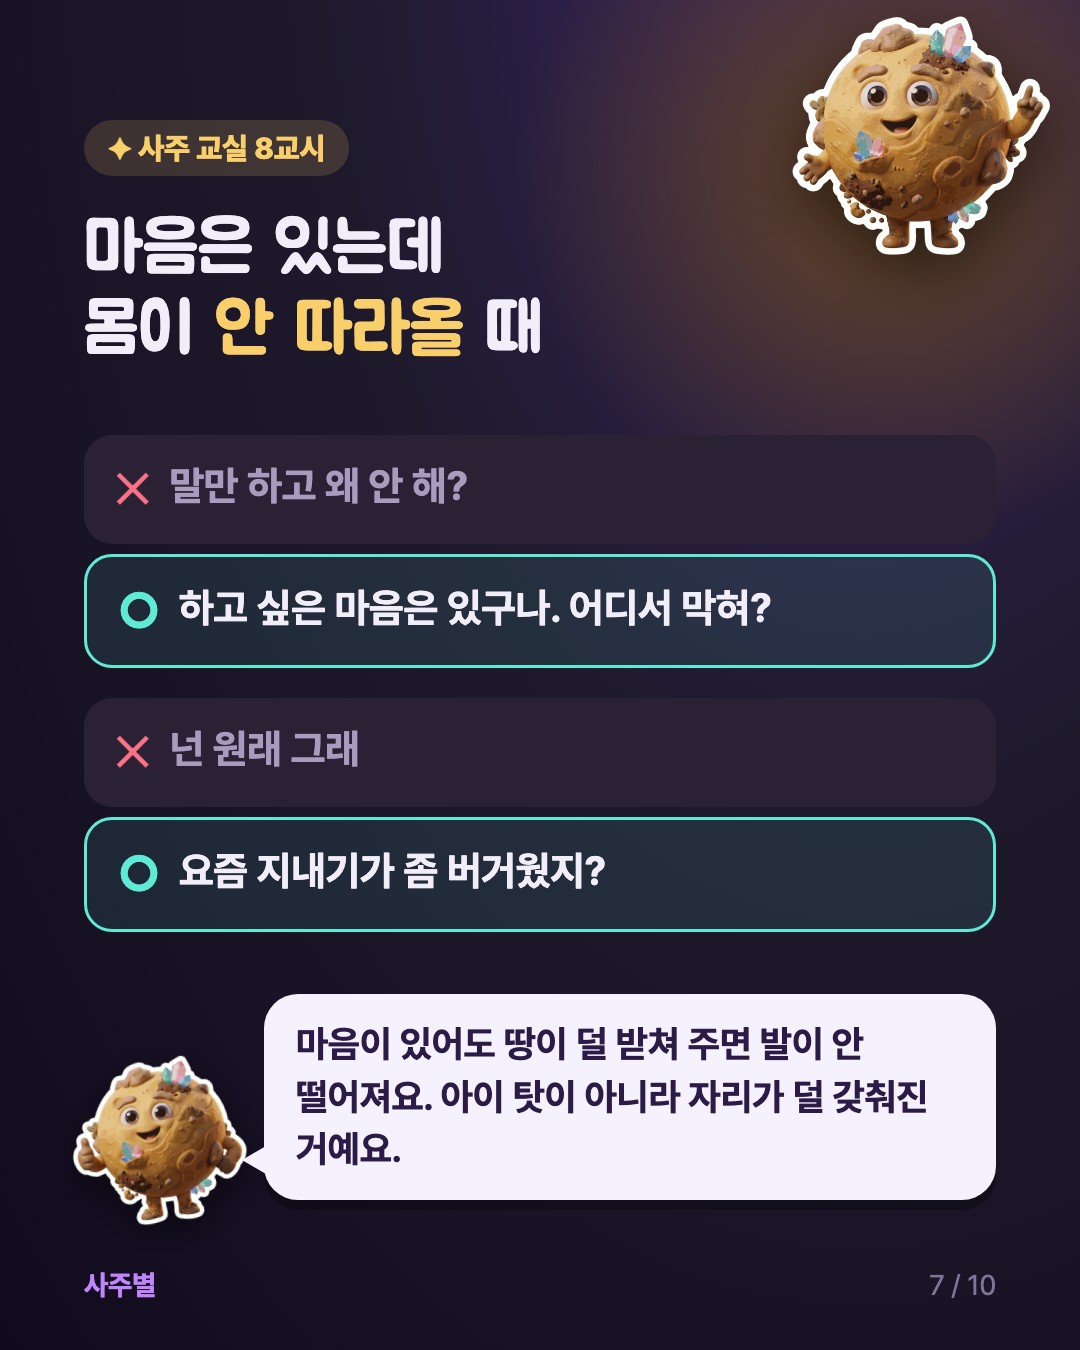 ✦ 사주 교실 8교시
마음은 있는데
몸이 안 따라올 때
말만 하고 왜 안 해?
하고 싶은 마음은 있구나. 어디서 막혀?
넌 원래 그래
요즘 지내기가 좀 버거웠지?
마음이 있어도 땅이 덜 받쳐 주면 발이 안
떨어져요. 아이 탓이 아니라 자리가 덜 갖춰진
거예요.
사주별
7 / 10